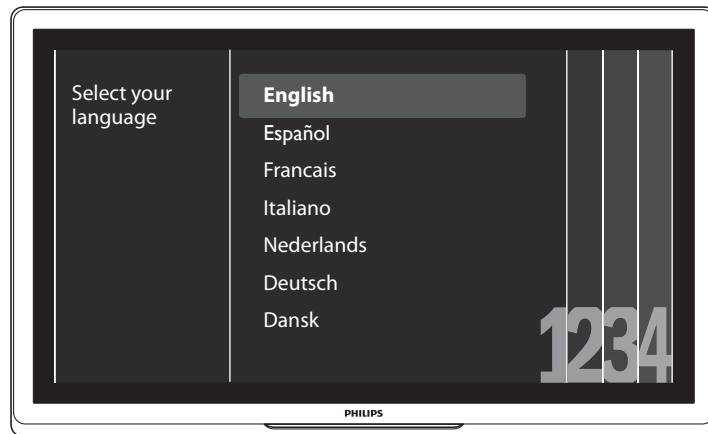 Select your
language
English
Español
Francais
Italiano
Nederlands
Deutsch
Dansk
1234
PHILIPS